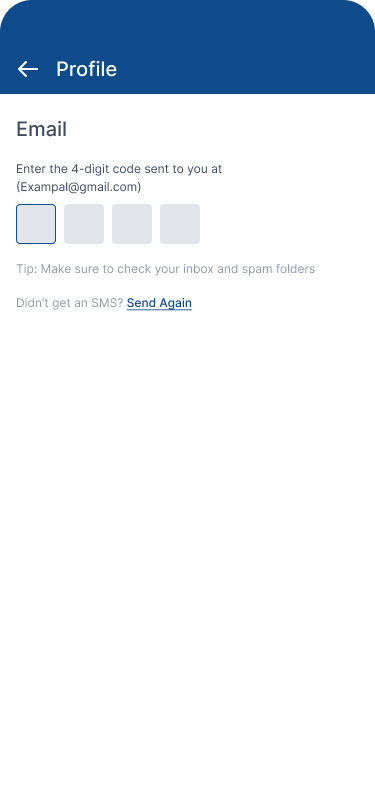 Profile
Email
Enter the 4-digit code sent to you at
(Exampal@gmail.com)
Tip: Make sure to check your inbox and spam folders
Didn't get an SMS? Send Again